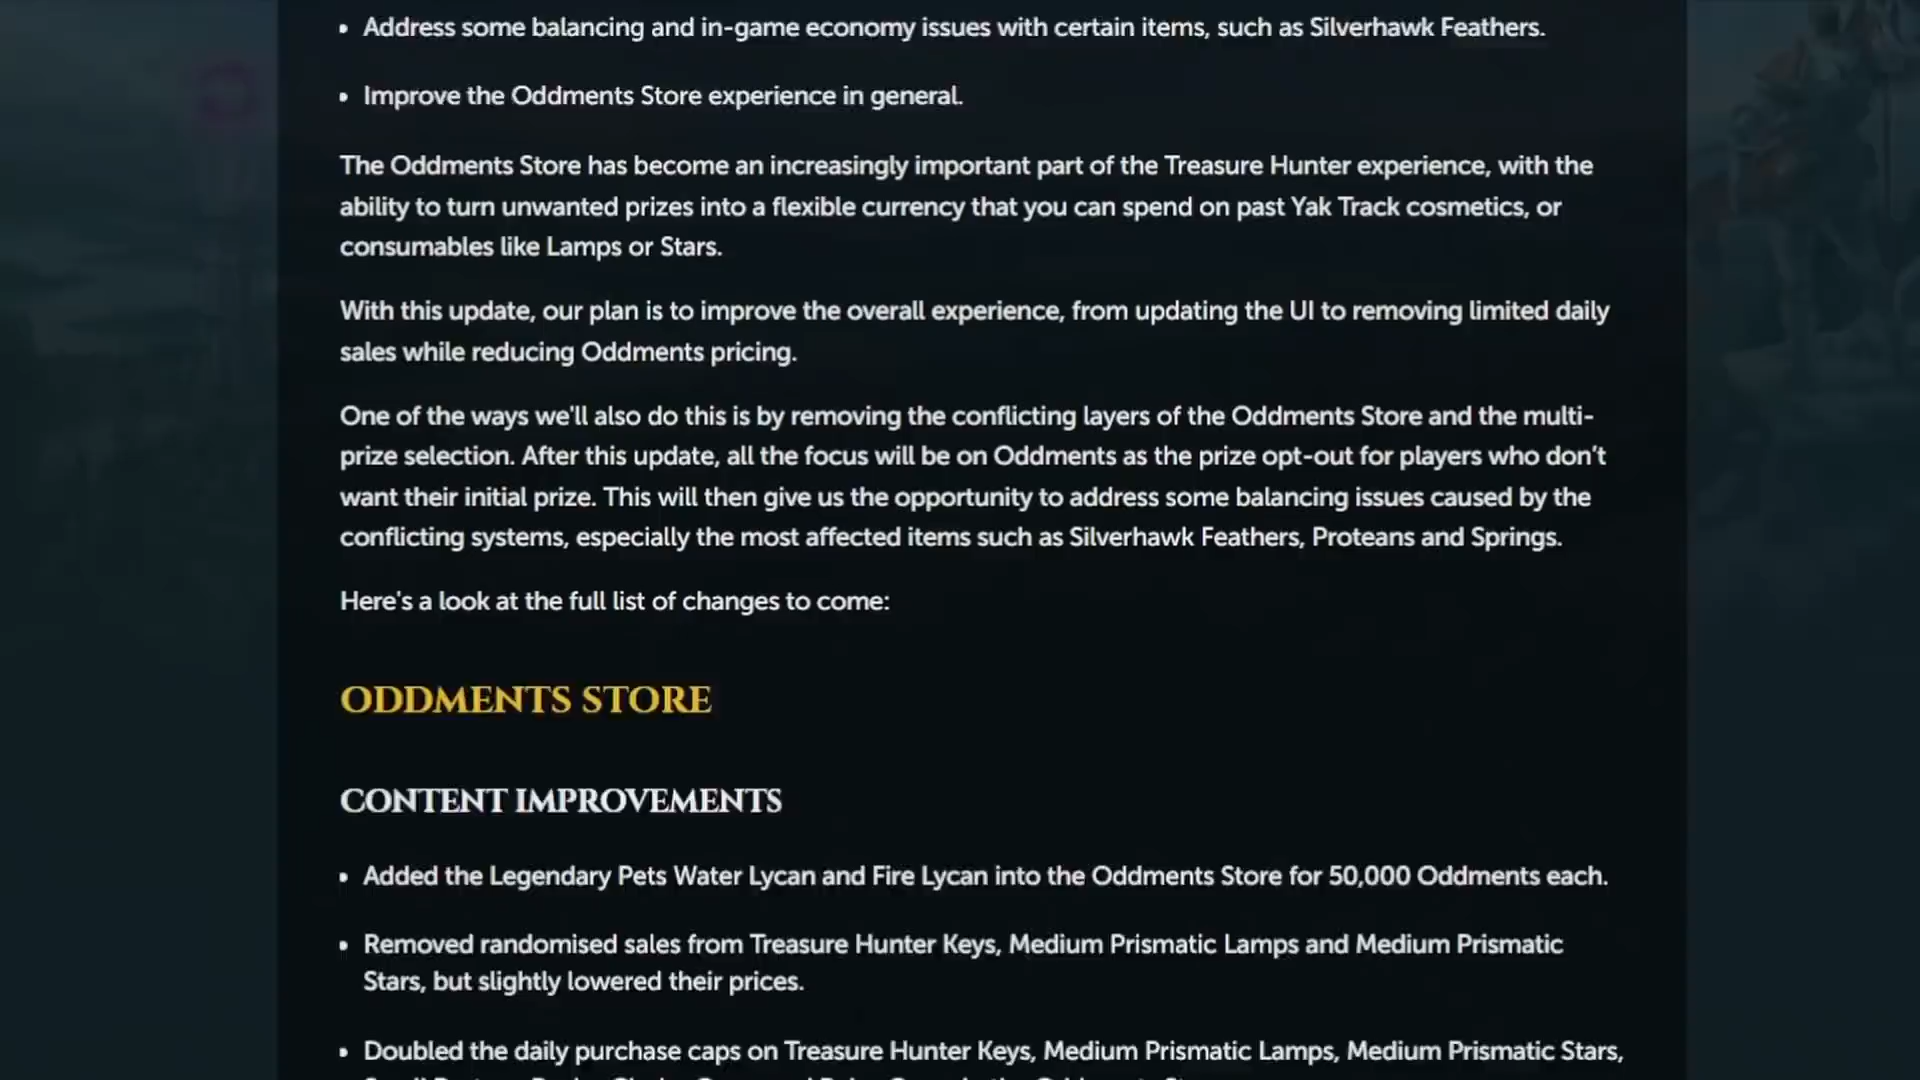 • Address some balancing and in-game economy issues with certain items, such as Silverhawk Feathers.
• Improve the Oddments Store experience in general.
The Oddments Store has become an increasingly important part of the Treasure Hunter experience, with the
ability to turn unwanted prizes into a flexible currency that you can spend on past Yak Track cosmetics, or
consumables like Lamps or Stars.
With this update, our plan is to improve the overall experience, from updating the UI to removing limited daily
sales while reducing Oddments pricing.
One of the ways we'll also do this is by removing the conflicting layers of the Oddments Store and the multi-
prize selection. After this update, all the focus will be on Oddments as the prize opt-out for players who don't
want their initial prize. This will then give us the opportunity to address some balancing issues caused by the
conflicting systems, especially the most affected items such as Silverhawk Feathers, Proteans and Springs.
Here's a look at the full list of changes to come:
ODDMENTS STORE
CONTENT IMPROVEMENTS
• Added the Legendary Pets Water Lycan and Fire Lycan into the Oddments Store for 50,000 Oddments each.
• Removed randomised sales from Treasure Hunter Keys, Medium Prismatic Lamps and Medium Prismatic
Stars, but slightly lowered their prices.
• Doubled the daily purchase caps on Treasure Hunter Keys, Medium Prismatic Lamps, Medium Prismatic Stars,